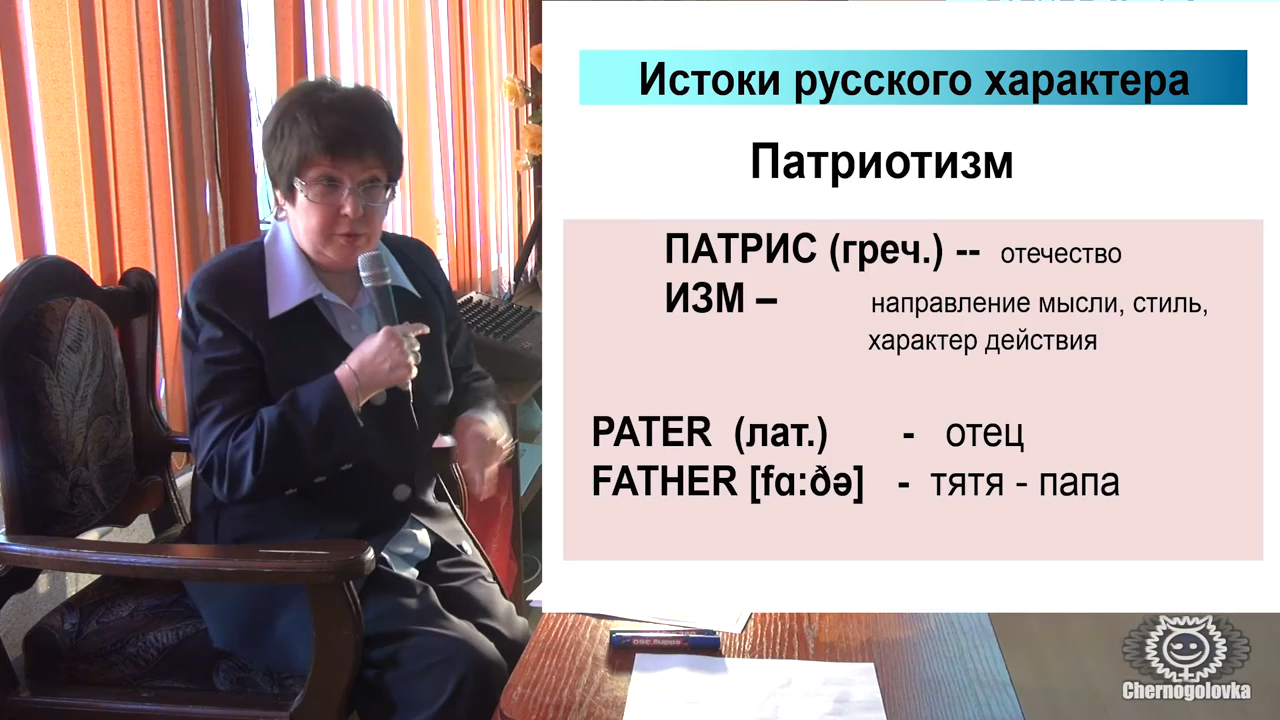 Истоки русского характера
Патриотизм
ПАТРИС (греч.) -- отечество
ИЗМ – направление мысли, стиль,
характер действия
PATER (лат.) - отец
FATHER [fɑ:ðə] - тятя - папа
Chernogolovka